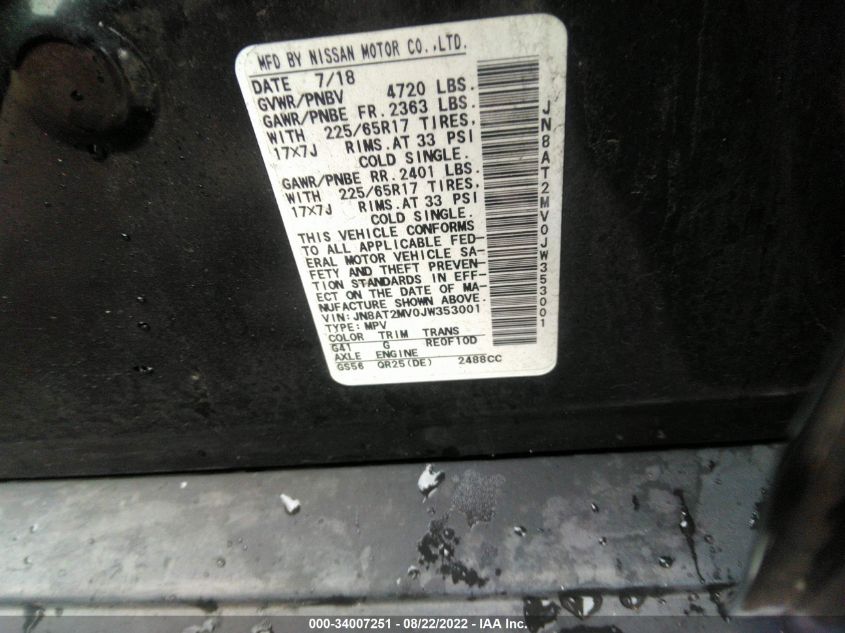 MFD BY NISSAN MOTOR CO.,LTD.
DATE 7/18
GVWR/PNBV 4720 LBS.
GAWR/PNBE FR. 2363 LBS.
WITH 225/65R17 TIRES,
17X7J RIMS. AT 33 PSI
COLD SINGLE.
GAWR/PNBE RR. 2401 LBS.
WITH 225/65R17 TIRES,
17X7J RIMS. AT 33 PSI
COLD SINGLE.
THIS VEHICLE CONFORMS
TO ALL APPLICABLE FED-
ERAL MOTOR VEHICLE SA-
FETY AND THEFT PREVEN-
TION STANDARDS IN EFF-
ECT ON THE DATE OF MA-
NUFACTURE SHOWN ABOVE.
VIN: JN8AT2MV0JW353001
TYPE: MPV
COLOR TRIM TRANS
G41 G RE0F10D
AXLE ENGINE
GS56 QR25(DE) 2488CC
JN8AT2MV0JW353001
000-34007251 - 08/22/2022 - IAA Inc.